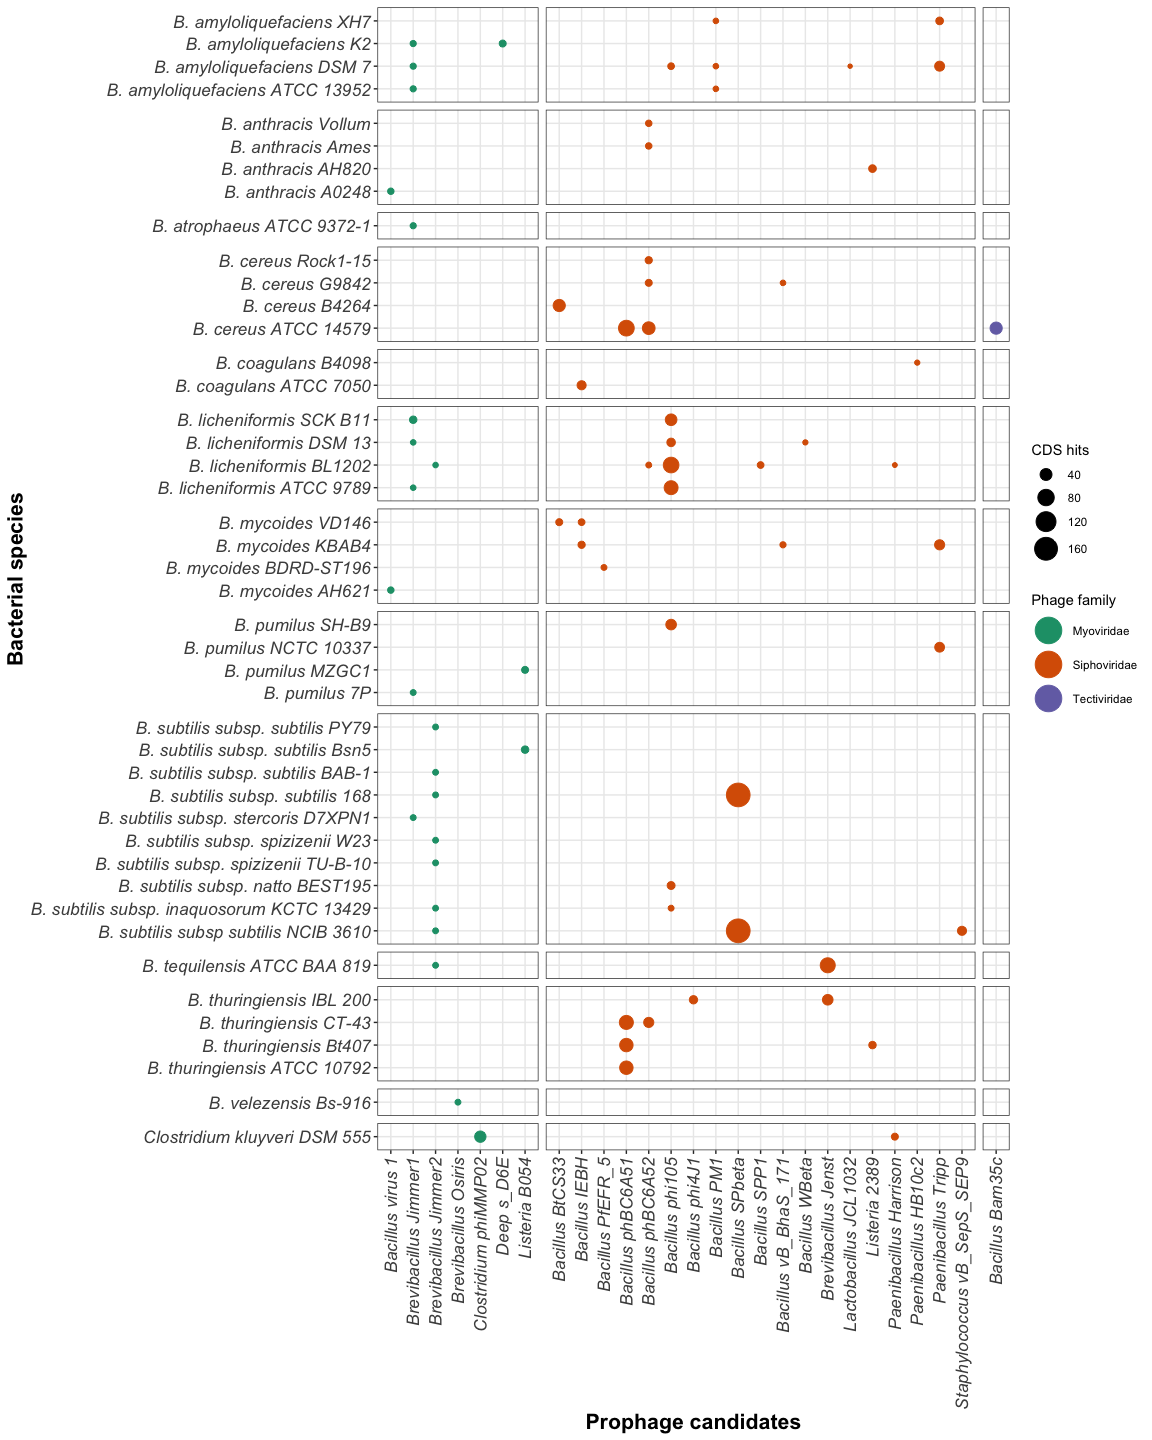 B. amyloliquefaciens XH7
B. amyloliquefaciens K2
B. amyloliquefaciens DSM 7
B. amyloliquefaciens ATCC 13952
B. anthracis Vollum
B. anthracis Ames
B. anthracis AH820
B. anthracis A0248
B. atrophaeus ATCC 9372-1
B. cereus Rock1-15
B. cereus G9842
B. cereus B4264
B. cereus ATCC 14579
B. coagulans B4098
B. coagulans ATCC 7050
B. licheniformis SCK B11
B. licheniformis DSM 13
B. licheniformis BL1202
B. licheniformis ATCC 9789
B. mycoides VD146
B. mycoides KBAB4
B. mycoides BDRD-ST196
B. mycoides AH621
B. pumilus SH-B9
B. pumilus NCTC 10337
B. pumilus MZGC1
B. pumilus 7P
B. subtilis subsp. subtilis PY79
B. subtilis subsp. subtilis Bsn5
B. subtilis subsp. subtilis BAB-1
B. subtilis subsp. subtilis 168
B. subtilis subsp. stercoris D7XPN1
B. subtilis subsp. spizizenii W23
B. subtilis subsp. spizizenii TU-B-10
B. subtilis subsp. natto BEST195
B. subtilis subsp. inaquosorum KCTC 13429
B. subtilis subsp subtilis NCIB 3610
B. tequilensis ATCC BAA 819
B. thuringiensis IBL 200
B. thuringiensis CT-43
B. thuringiensis Bt407
B. thuringiensis ATCC 10792
B. velezensis Bs-916
Clostridium kluyveri DSM 555
Bacterial species
Bacillus virus 1
Brevibacillus Jimmer1
Brevibacillus Jimmer2
Brevibacillus Osiris
Clostridium phiMMP02
Deep s_D6E
Listeria B054
Bacillus BtCS33
Bacillus IEBH
Bacillus PfEFR_5
Bacillus phBC6A51
Bacillus phBC6A52
Bacillus phi105
Bacillus phi4J1
Bacillus PM1
Bacillus SPbeta
Bacillus SPP1
Bacillus vB_BhaS_171
Bacillus WBeta
Brevibacillus Jenst
Lactobacillus JCL1032
Listeria 2389
Paenibacillus Harrison
Paenibacillus HB10c2
Paenibacillus Tripp
Staphylococcus vB_SepS_SEP9
Bacillus Bam35c
Prophage candidates
CDS hits
40
80
120
160
Phage family
Myoviridae
Siphoviridae
Tectiviridae